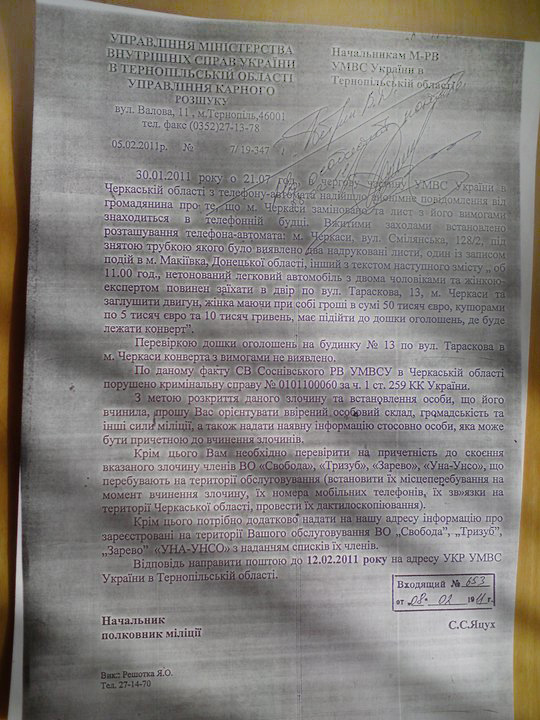 УПРАВЛІННЯ МІНІСТЕРСТВА
ВНУТРІШНІХ СПРАВ УКРАЇНИ
В ТЕРНОПІЛЬСЬКІЙ ОБЛАСТІ
УПРАВЛІННЯ КАРНОГО
РОЗШУКУ
вул. Валова, 11 , м.Тернопіль,46001
тел. факс (0352)27-13-78
05.02.2011р. № 7/19-347
Начальникам М-РВ
УМВС України в
Тернопільській області
30.01.2011 року о 21.07 год. в чергову частину УМВС України в
Черкаській області з телефону-автомата надійшло анонімне повідомлення від
громадянина про те, що м. Черкаси заміновано та лист з його вимогами
знаходиться в телефонній будці. Вжитими заходами встановлено
розташування телефона-автомата: м. Черкаси, вул. Смілянська, 128/2, під
знятою трубкою якого було виявлено два надруковані листи, один із записом
подій в м. Макіївка, Донецької області, інший з текстом наступного змісту „ об
11.00 год., нетонований легковий автомобіль з двома чоловіками та жінкою-
експертом повинен заїхати в двір по вул. Тараскова, 13, м. Черкаси та
заглушити двигун, жінка маючи при собі гроші в сумі 50 тисяч євро, купюрами
по 5 тисяч євро та 10 тисяч гривень, має підійти до дошки оголошень, де буде
лежати конверт”.
Перевіркою дошки оголошень на будинку № 13 по вул. Тараскова в
м. Черкаси конверта з вимогами не виявлено.
По даному факту СВ Соснівського РВ УМВСУ в Черкаській області
порушено кримінальну справу № 0101100060 за ч. 1 ст. 259 КК України.
З метою розкриття даного злочину та встановлення особи, що його
вчинила, прошу Вас орієнтувати ввірений особовий склад, громадськість та
інші сили міліції, а також надати наявну інформацію стосовно особи, яка може
бути причетною до вчинення злочинів.
Крім цього Вам необхідно перевірити на причетність до скоєння
вказаного злочину членів ВО «Свобода», «Тризуб», «Зарево», «Уна-Унсо», що
перебувають на території обслуговування (встановити їх місцеперебування на
момент вчинення злочину, їх номера мобільних телефонів, їх зв»язки на
території Черкаської області, провести їх дактилоскопіювання).
Крім цього потрібно додатково надати на нашу адресу інформацію про
зареєстровані на території Вашого обслуговування ВО „Свобода”, „Тризуб”,
„Зарево” «УНА-УНСО» з наданням списків їх членів.
Відповідь направити поштою до 12.02.2011 року на адресу УКР УМВС
України в Тернопільській області.
Входящий № 653
от „08“ 02 1911 г.
Начальник
полковник міліції
С.С.Яцух
Вик.: Решотка Я.О.
Тел. 27-14-70